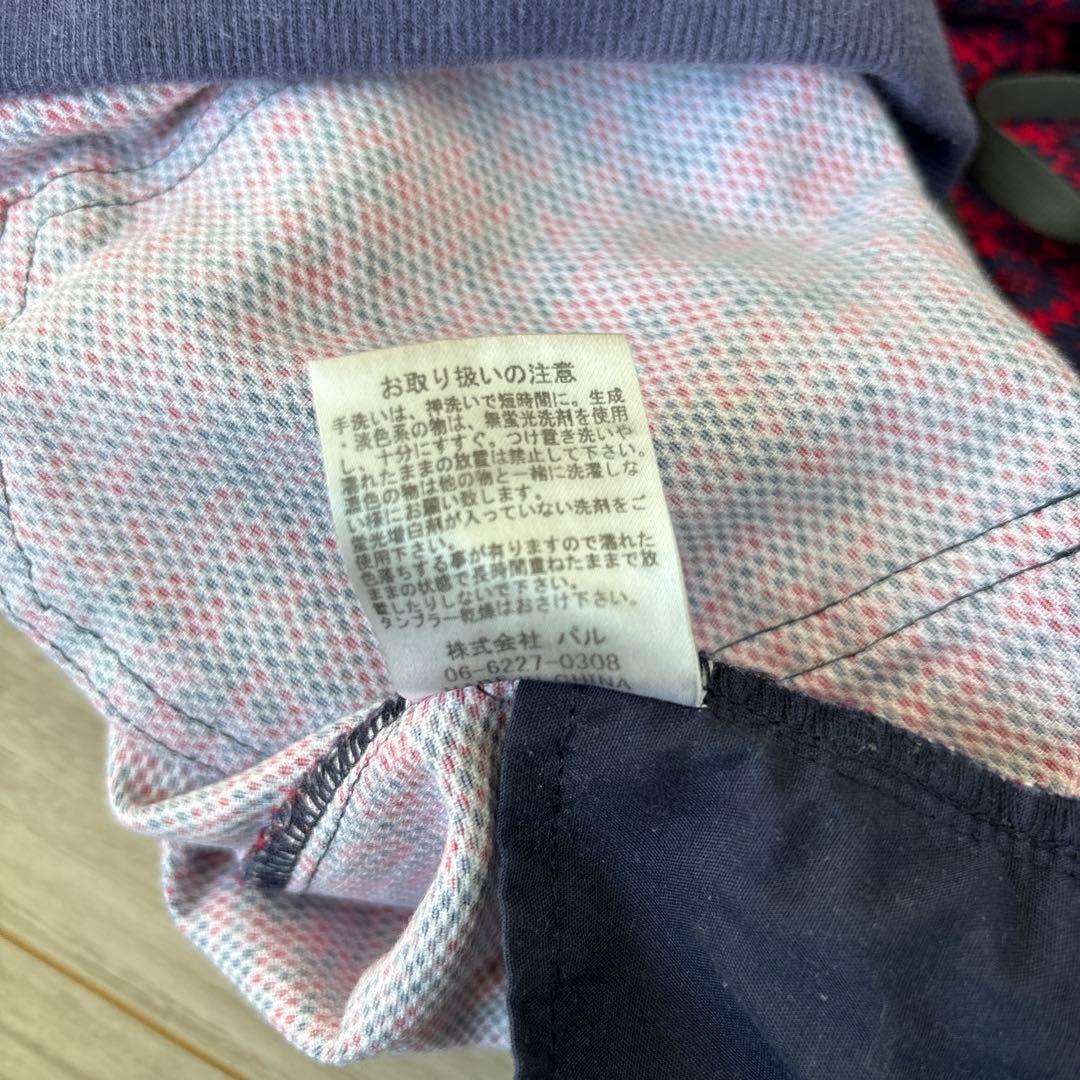 お取り扱いの注意
手洗いは、押洗いで短時間に。生成
・淡色系の物は、無蛍光洗剤を使用
し、十分にすすぐ。つけ置き洗いや
濡れたままの放置は禁止して下さい。
濃色の物は他の物と一緒に洗濯しな
い様にお願い致します。
蛍光増白剤が入っていない洗剤をご
使用下さい。
色落ちする事が有りますので濡れた
ままの状態で長時間重ねたままで放
置したりしないで下さい。
タンブラー乾燥はおさけ下さい。
株式会社 パル
06-6227-0308
CHINA